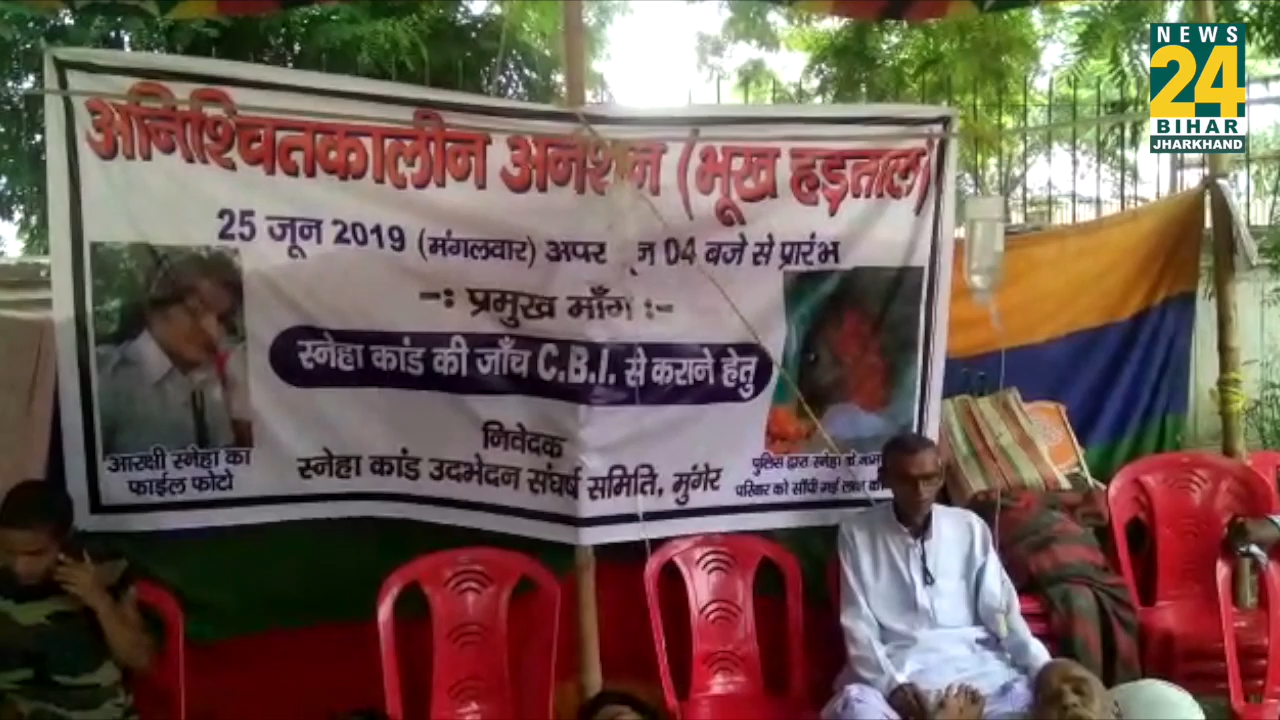 NEWS
24
BIHAR
JHARKHAND
अनिश्चितकालीन अनशन (भूख हड़ताल)
25 जून 2019 (मंगलवार) अपर न 04 बजे से प्रारंभ
-: प्रमुख माँग :-
स्नेहा कांड की जाँच C.B.I. से कराने हेतु
निवेदक
स्नेहा कांड उदभेदन संघर्ष समिति, मुंगेर
आरक्षी स्नेहा का
फाईल फोटो
पुलिस द्वारा स्नेहा के नाम
परिवार को सौंपी गई लाश की